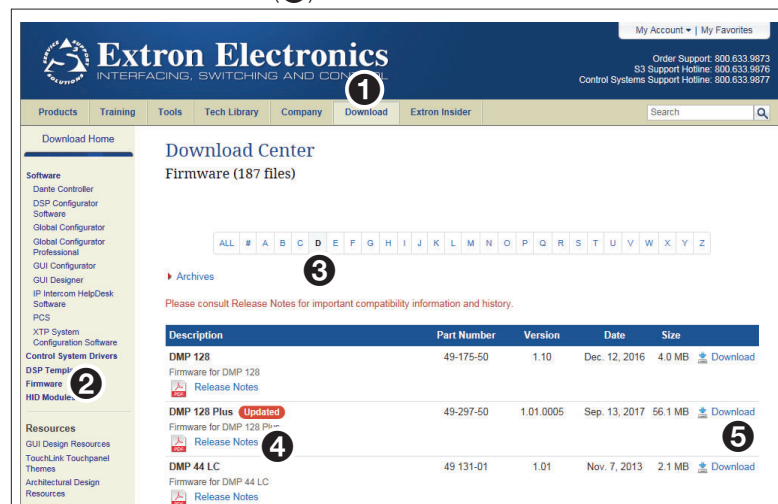 My Account | My Favorites
SERVICE SUPPORT SOLUTIONS
Extron Electronics
INTERFACING, SWITCHING AND CON
Order Support: 800.633.9873
S3 Support Hotline: 800.633.9876
Control Systems Support Hotline: 800.633.9877
1
Products Training Tools Tech Library Company Download Extron Insider Search
Download Home
Download Center
Firmware (187 files)
Software
Dante Controller
DSP Configurator
Software
Global Configurator
Global Configurator
Professional
GUI Configurator
GUI Designer
IP Intercom HelpDesk
Software
PCS
XTP System
Configuration Software
Control System Drivers
DSP Templ
Firmware
HID Modules
2
Resources
GUI Design Resources
TouchLink Touchpanel
Themes
Architectural Design
Resources
ALL # A B C D E F G H I J K L M N O P Q R S T U V W X Y Z
3
Archives
Please consult Release Notes for important compatibility information and history.
Description Part Number Version Date Size
DMP 128 49-175-50 1.10 Dec. 12, 2016 4.0 MB Download
Firmware for DMP 128
PDF Release Notes
DMP 128 Plus Updated 49-297-50 1.01.0005 Sep. 13, 2017 56.1 MB Download
Firmware for DMP 128 Plus
PDF Release Notes
4
5
DMP 44 LC 49 131-01 1.01 Nov. 7, 2013 2.1 MB Download
Firmware for DMP 44 LC
PDF Release Notes